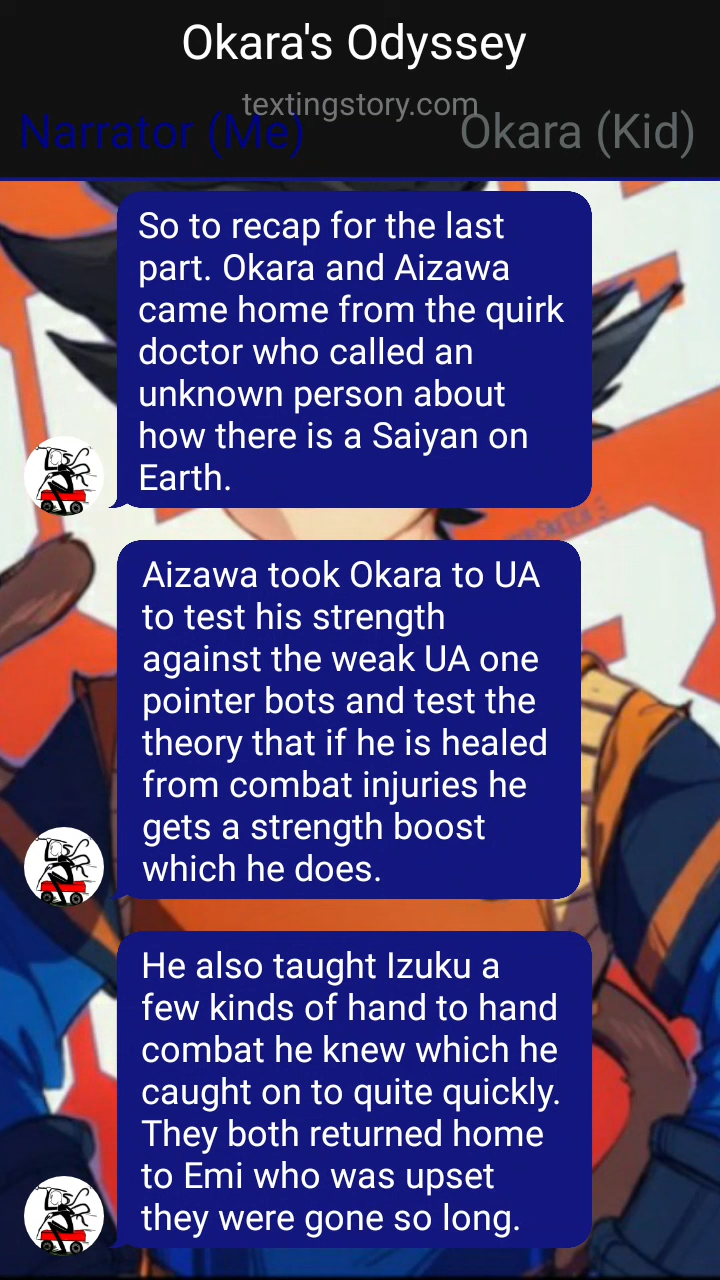 Okara's Odyssey
textingstory.com
Narrator (Me)
Okara (Kid)
So to recap for the last
part. Okara and Aizawa
came home from the quirk
doctor who called an
unknown person about
how there is a Saiyan on
Earth.
Aizawa took Okara to UA
to test his strength
against the weak UA one
pointer bots and test the
theory that if he is healed
from combat injuries he
gets a strength boost
which he does.
He also taught Izuku a
few kinds of hand to hand
combat he knew which he
caught on to quite quickly.
They both returned home
to Emi who was upset
they were gone so long.